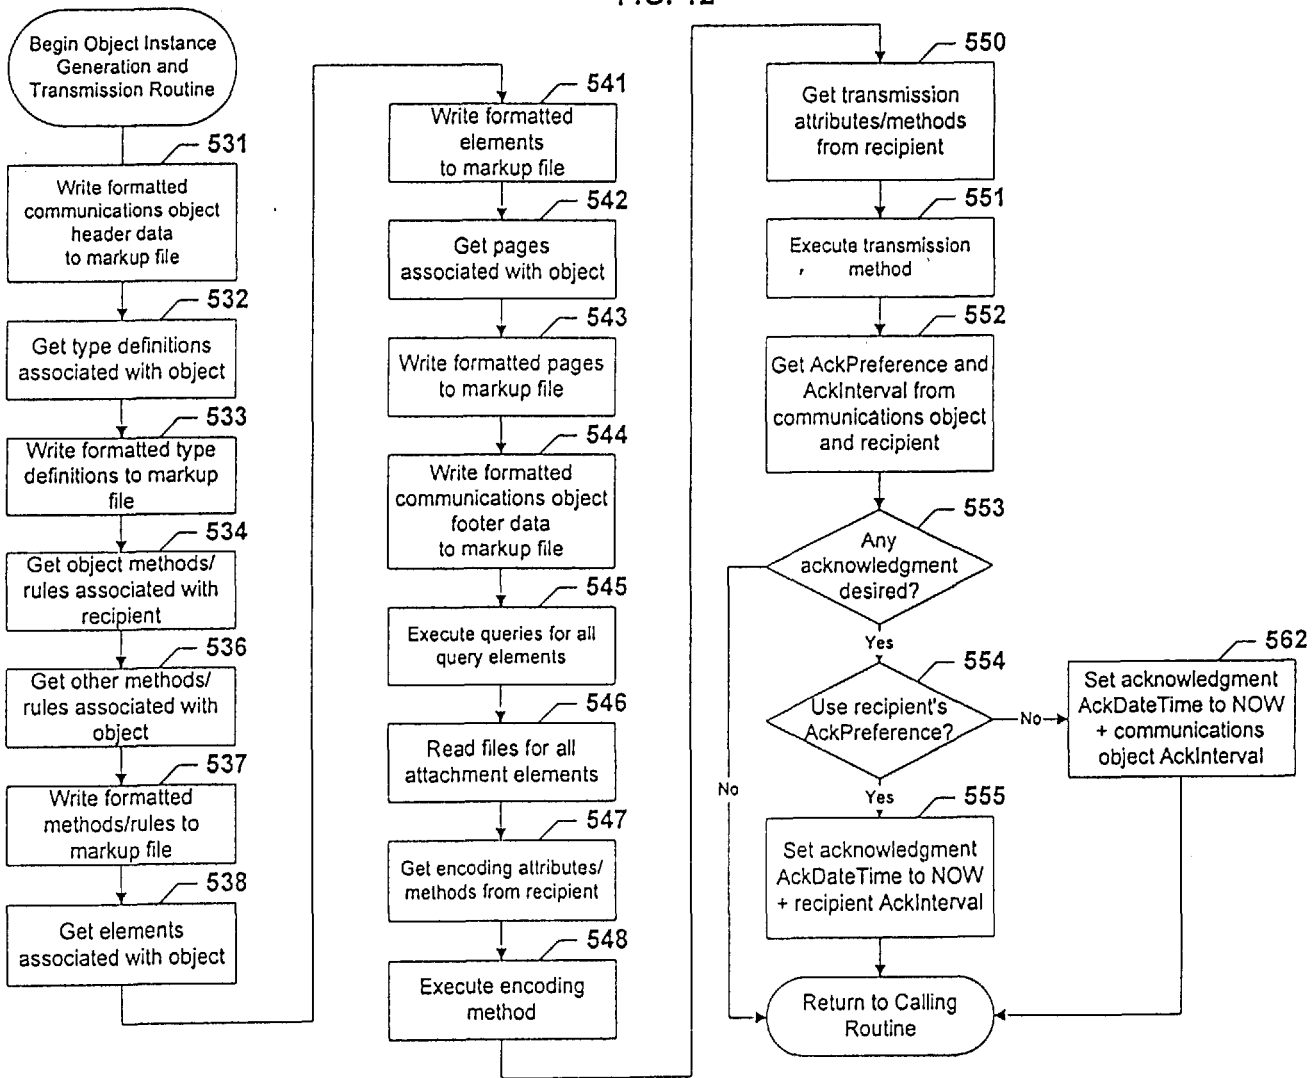 FIG. 12
Begin Object Instance
Generation and
Transmission Routine
531
Write formatted
communications object
header data
to markup file
532
Get type definitions
associated with object
533
Write formatted type
definitions to markup
file
534
Get object methods/
rules associated with
recipient
536
Get other methods/
rules associated with
object
537
Write formatted
methods/rules to
markup file
538
Get elements
associated with object
541
Write formatted
elements
to markup file
542
Get pages
associated with object
543
Write formatted pages
to markup file
544
Write formatted
communications object
footer data
to markup file
545
Execute queries for all
query elements
546
Read files for all
attachment elements
547
Get encoding attributes/
methods from recipient
548
Execute encoding
method
550
Get transmission
attributes/methods
from recipient
551
Execute transmission
method
552
Get AckPreference and
AckInterval from
communications object
and recipient
553
Any
acknowledgment
desired?
Yes
No
554
Use recipient's
AckPreference?
No
Yes
562
Set acknowledgment
AckDateTime to NOW
+ communications
object AckInterval
555
Set acknowledgment
AckDateTime to NOW
+ recipient AckInterval
Return to Calling
Routine